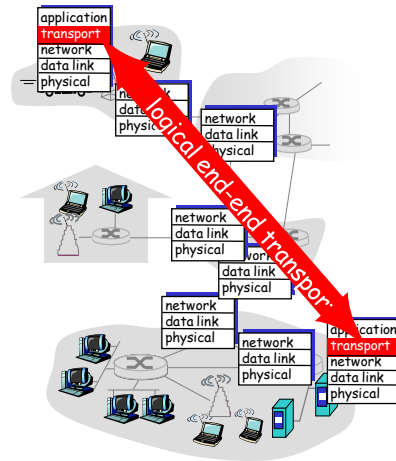 application
transport
network
data link
physical
network
data link
physical
network
data link
physical
logical end-end transport
network
data link
physical
network
data link
physical
network
data link
physical
network
data link
physical
application
transport
network
data link
physical